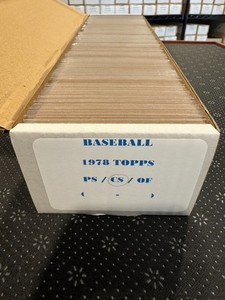 BASEBALL
1978 TOPPS
PS / CS / OF
( - )